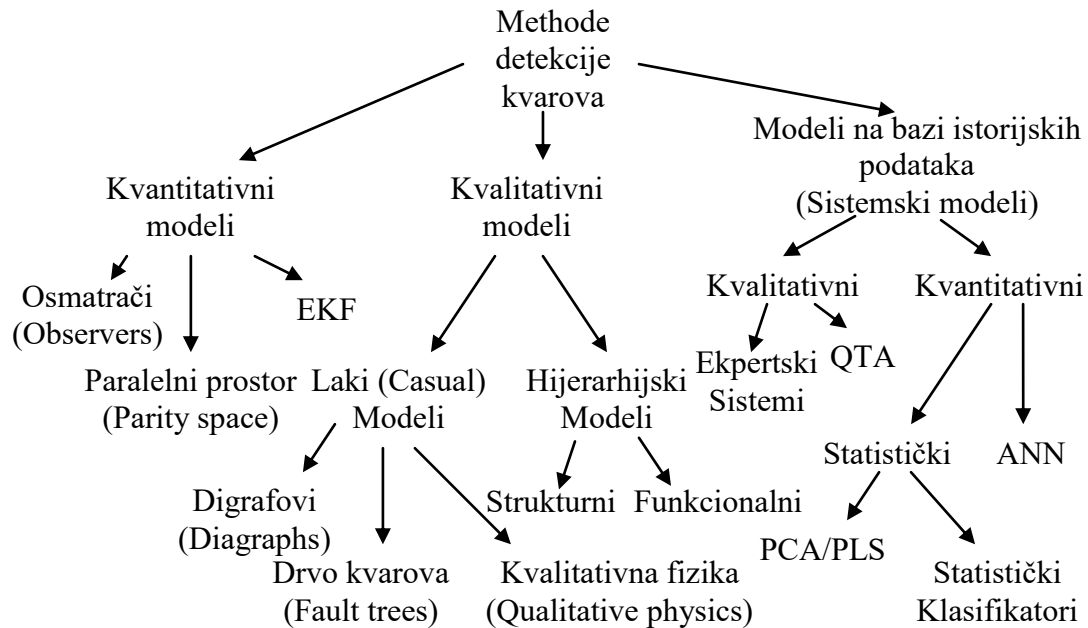 Methode
detekcije
kvarova
Modeli na bazi istorijskih
podataka
(Sistemski modeli)
Kvantitativni
modeli
Kvalitativni
modeli
Osmatrači
(Observers)
EKF
Kvalitativni
Kvantitativni
Paralelni prostor
(Parity space)
Laki (Casual)
Modeli
Hijerarhijski
Modeli
Ekpertski
Sistemi
QTA
Statistički
ANN
Digrafovi
(Diagraphs)
Strukturni
Funkcionalni
Drvo kvarova
(Fault trees)
Kvalitativna fizika
(Qualitative physics)
PCA/PLS
Statistički
Klasifikatori